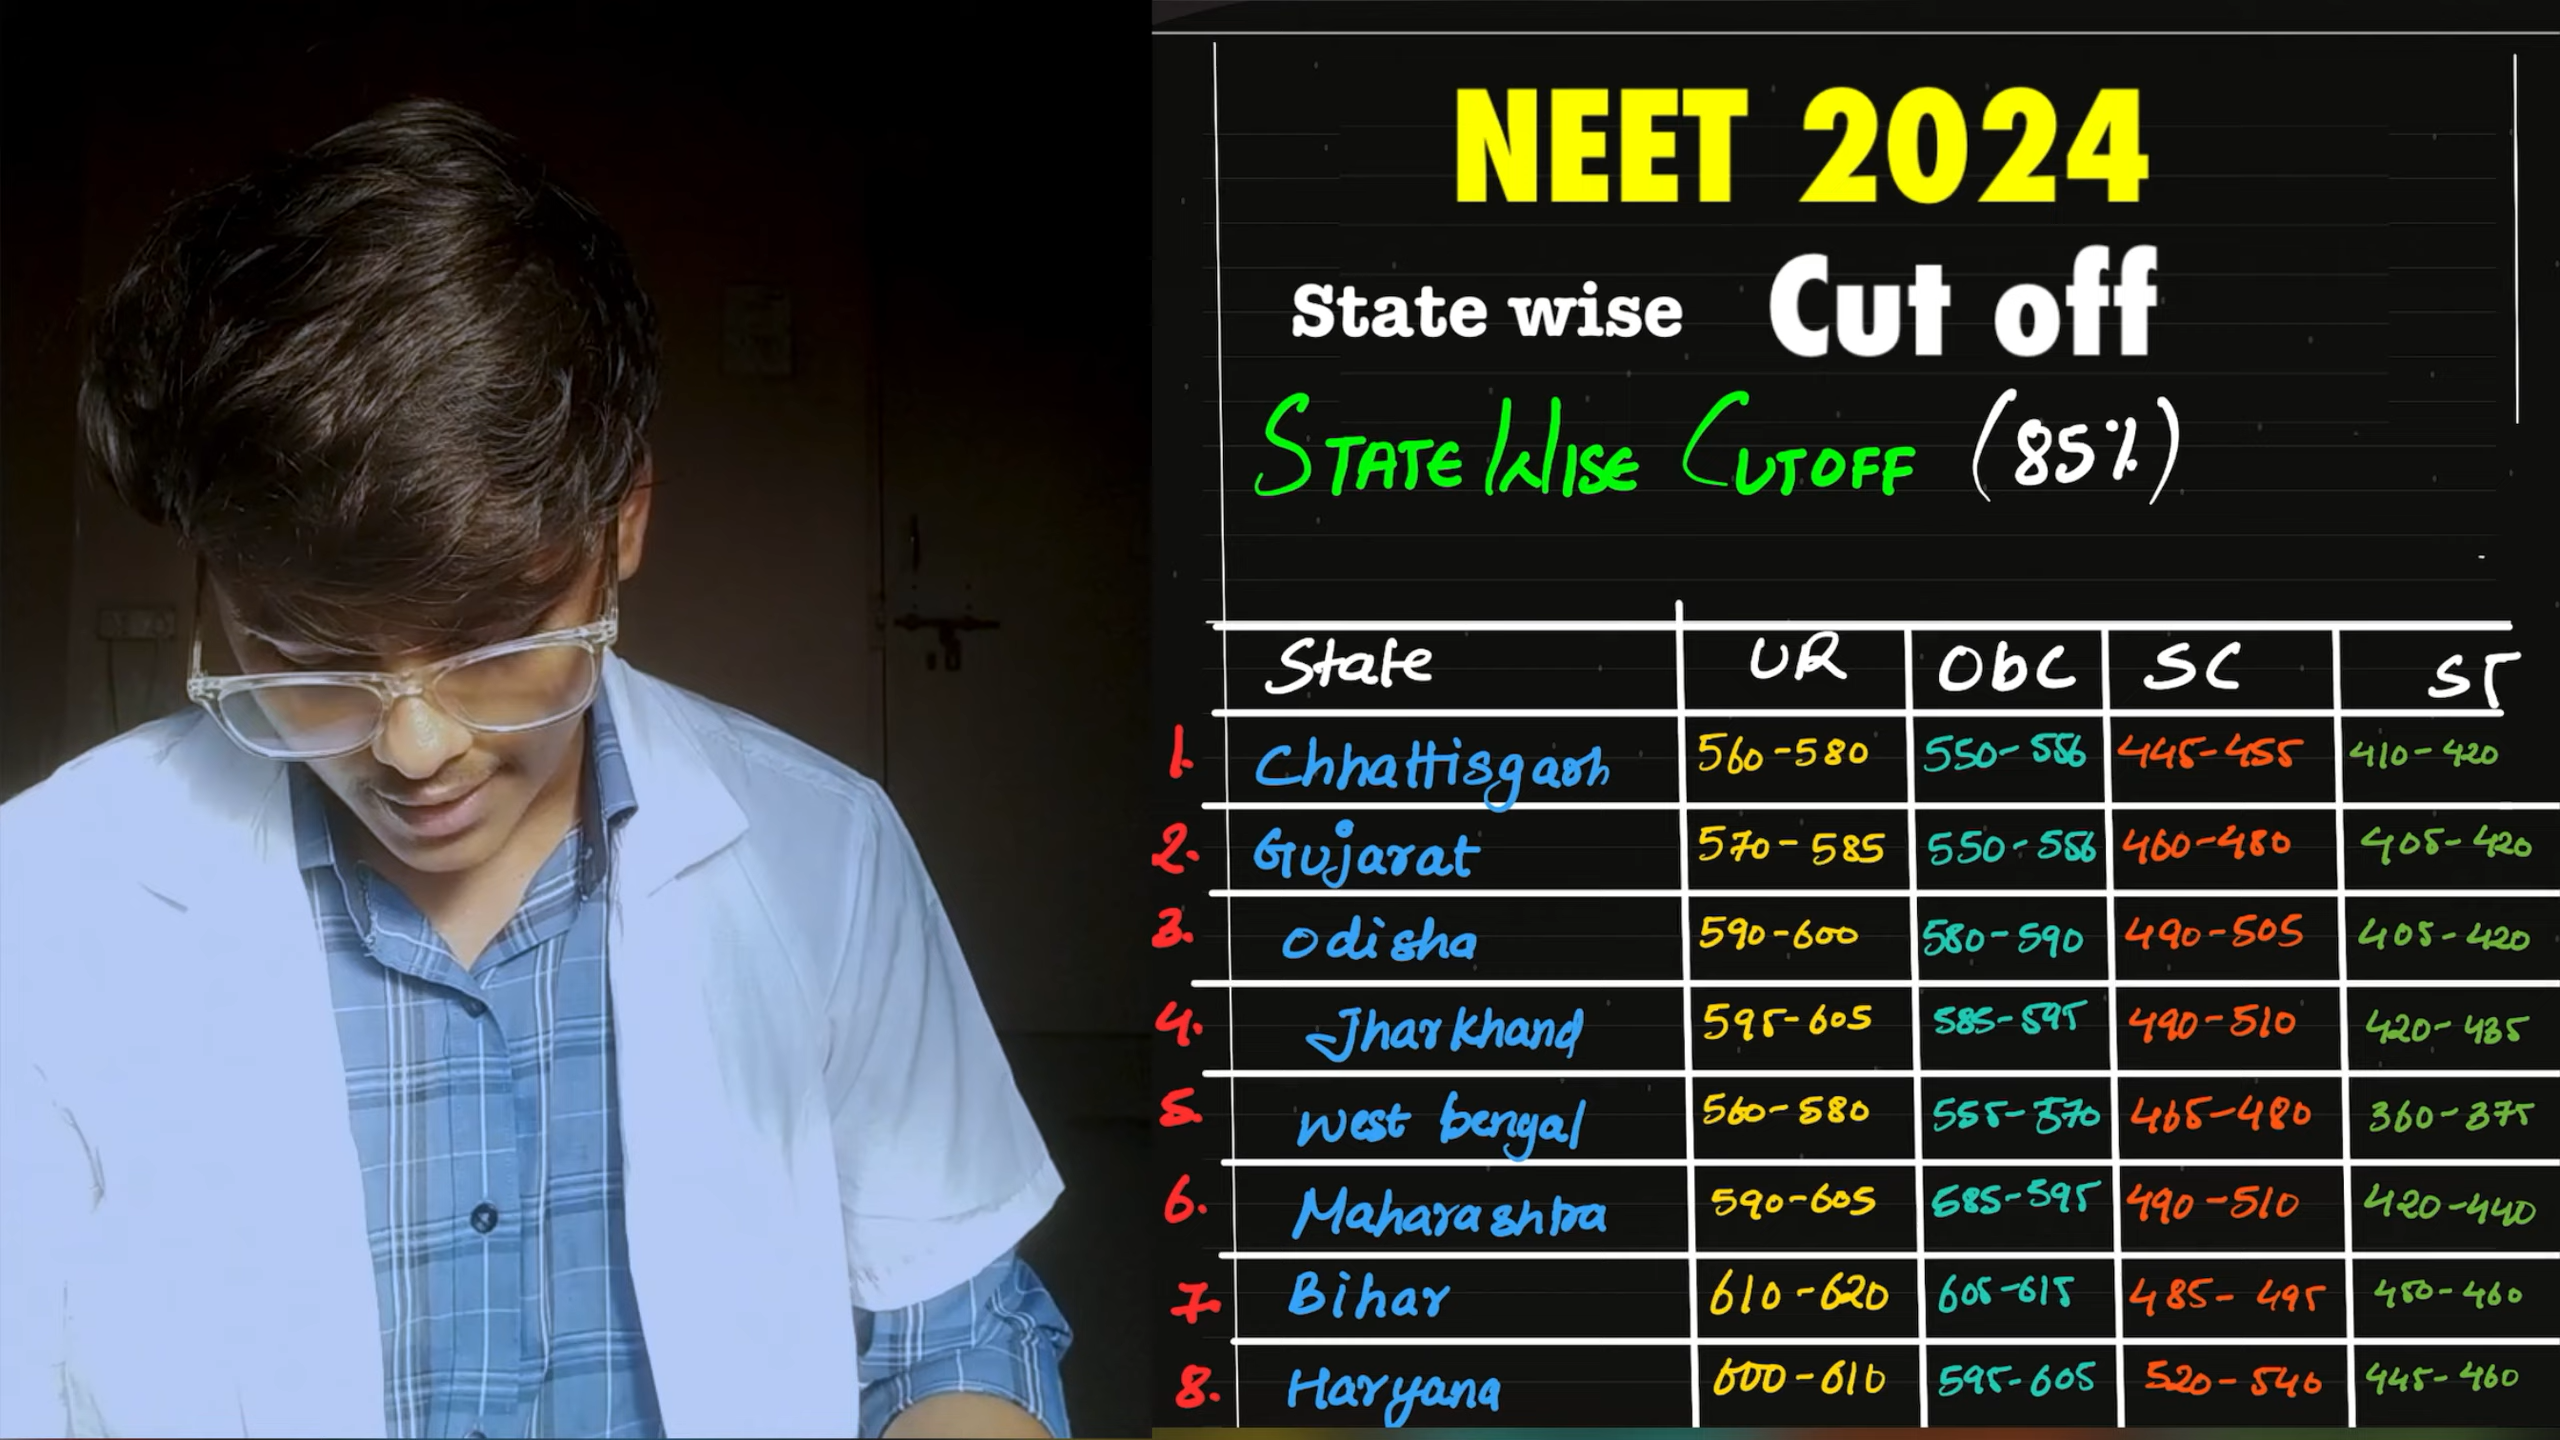 NEET 2024
State wise Cut off
STATE WISE CUTOFF (85%)
State UR ObC SC ST
1. Chhattisgarh 560-580 550-556 445-455 410-420
2. Gujarat 570-585 550-556 460-480 405-420
3. Odisha 590-600 580-590 490-505 405-420
4. Jharkhand 595-605 585-595 490-510 420-435
5. West bengal 560-580 555-570 465-480 360-375
6. Maharashtra 590-605 585-595 490-510 420-440
7. Bihar 610-620 605-615 485-495 450-460
8. Haryana 600-610 595-605 520-540 445-460